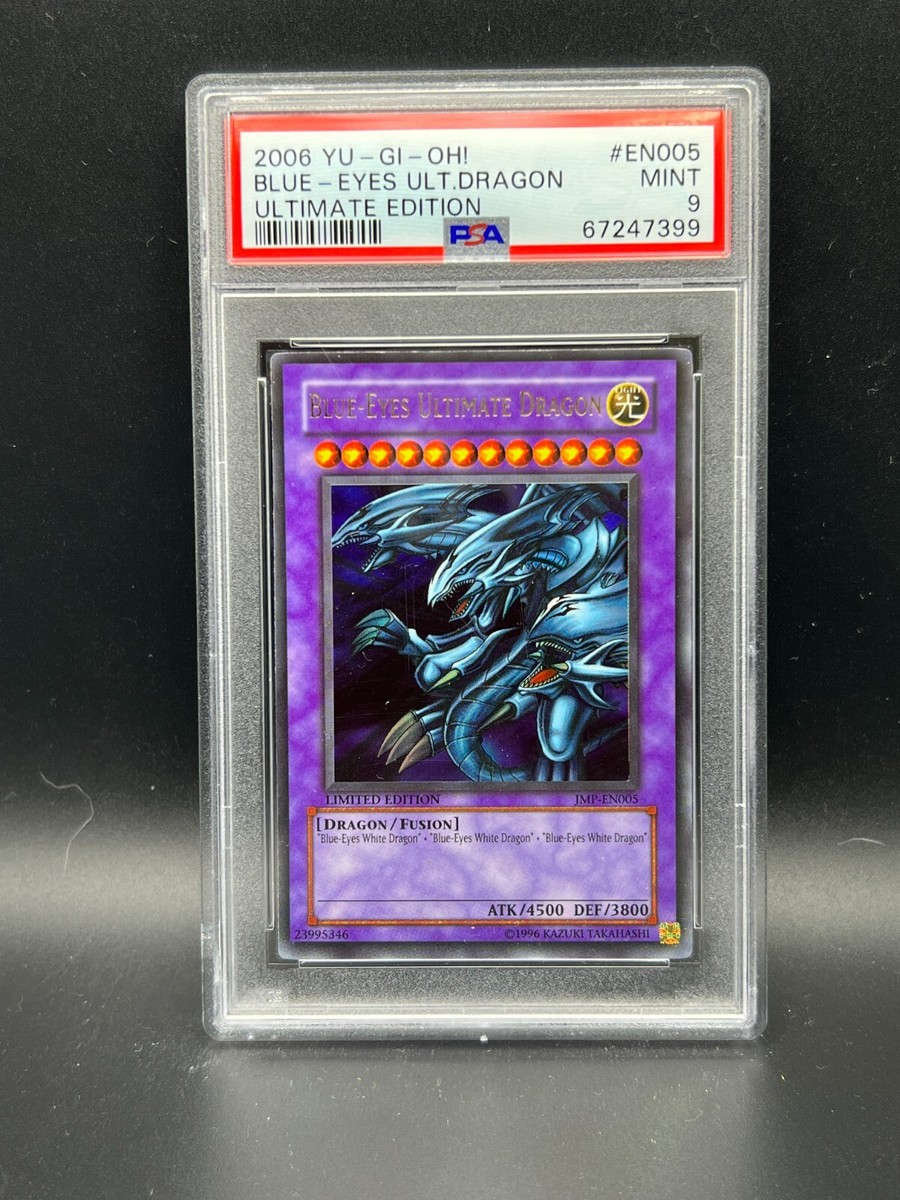 2006 YU-GI-OH! #EN005
BLUE-EYES ULT.DRAGON MINT
ULTIMATE EDITION 9
PSA 67247399
BLUE-EYES ULTIMATE DRAGON LIGHT 光
LIMITED EDITION JMP-EN005
[DRAGON/FUSION]
"Blue-Eyes White Dragon" • "Blue-Eyes White Dragon" • "Blue-Eyes White Dragon"
ATK/4500 DEF/3800
23995346 ©1996 KAZUKI TAKAHASHI